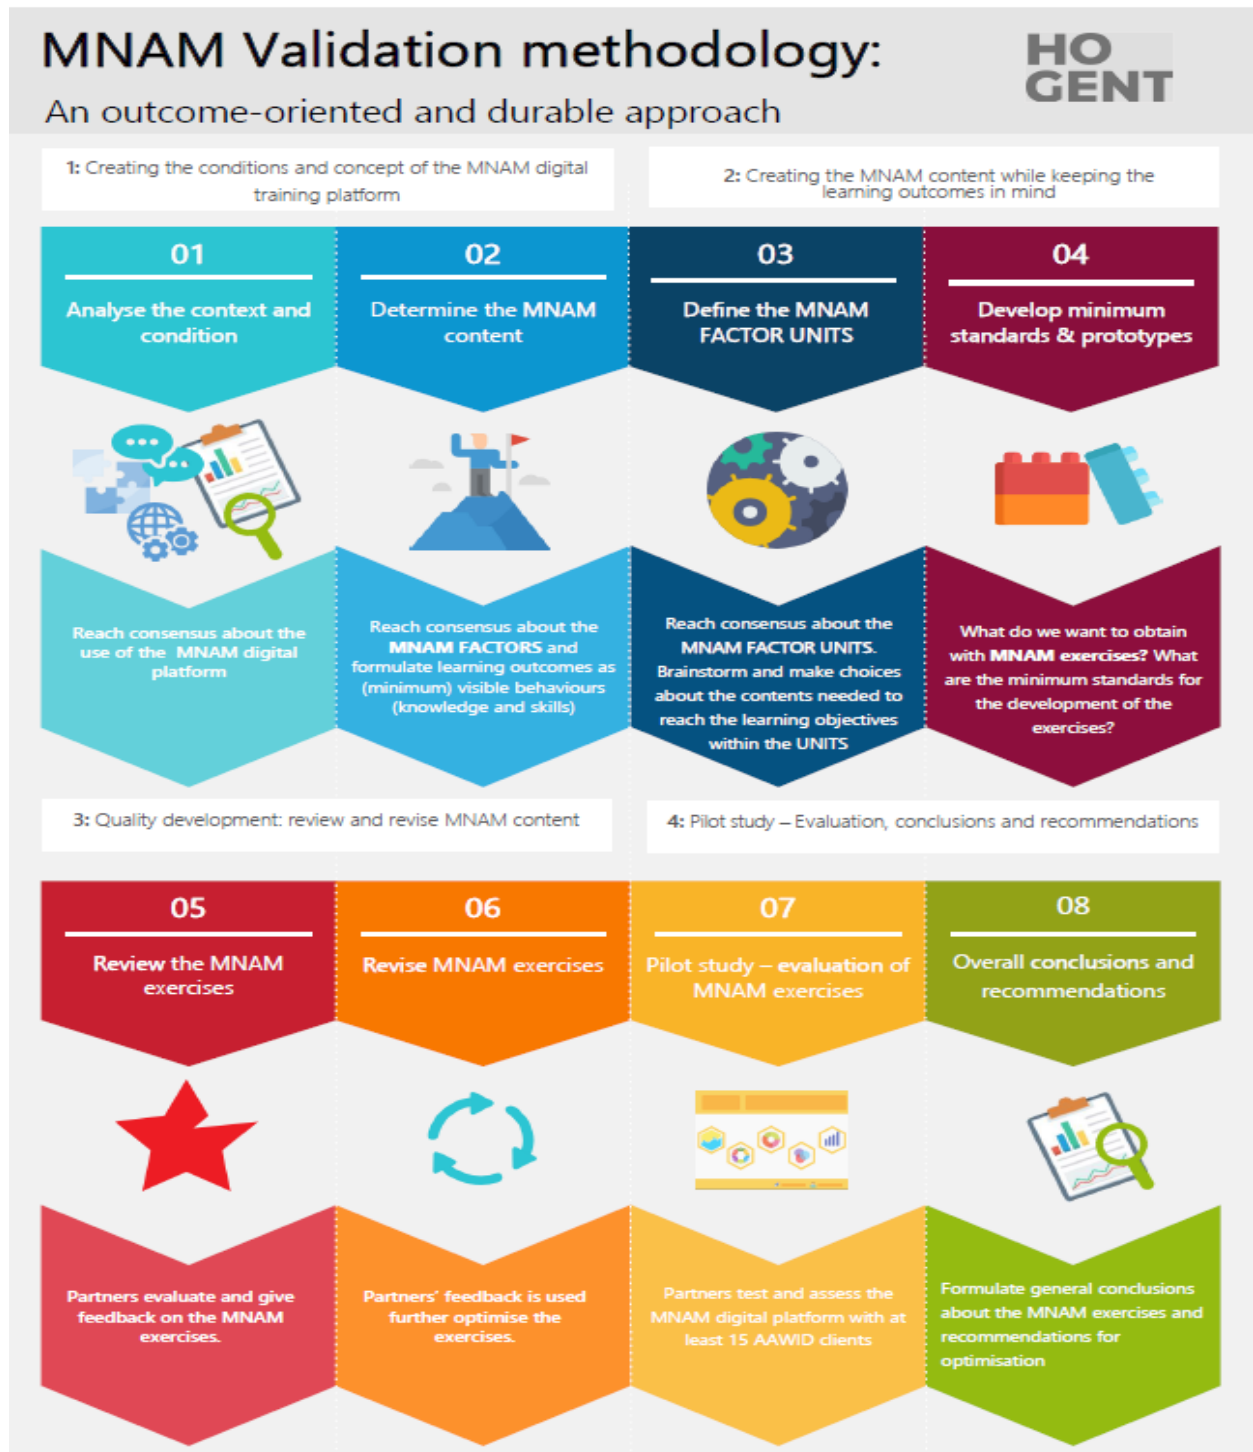 MNAM Validation methodology:
An outcome-oriented and durable approach
HO
GENT
1: Creating the conditions and concept of the MNAM digital
training platform
2: Creating the MNAM content while keeping the
learning outcomes in mind
01
Analyse the context and
condition
02
Determine the MNAM
content
03
Define the MNAM
FACTOR UNITS
04
Develop minimum
standards & prototypes
Reach consensus about the
use of the MNAM digital
platform
Reach consensus about the
MNAM FACTORS and
formulate learning outcomes as
(minimum) visible behaviours
(knowledge and skills)
Reach consensus about the
MNAM FACTOR UNITS.
Brainstorm and make choices
about the contents needed to
reach the learning objectives
within the UNITS
What do we want to obtain
with MNAM exercises? What
are the minimum standards for
the development of the
exercises?
3: Quality development: review and revise MNAM content
4: Pilot study – Evaluation, conclusions and recommendations
05
Review the MNAM
exercises
06
Revise MNAM exercises
07
Pilot study – evaluation of
MNAM exercises
08
Overall conclusions and
recommendations
Partners evaluate and give
feedback on the MNAM
exercises.
Partners' feedback is used
further optimise the
exercises.
Partners test and assess the
MNAM digital platform with at
least 15 AAWID clients
Formulate general conclusions
about the MNAM exercises and
recommendations for
optimisation